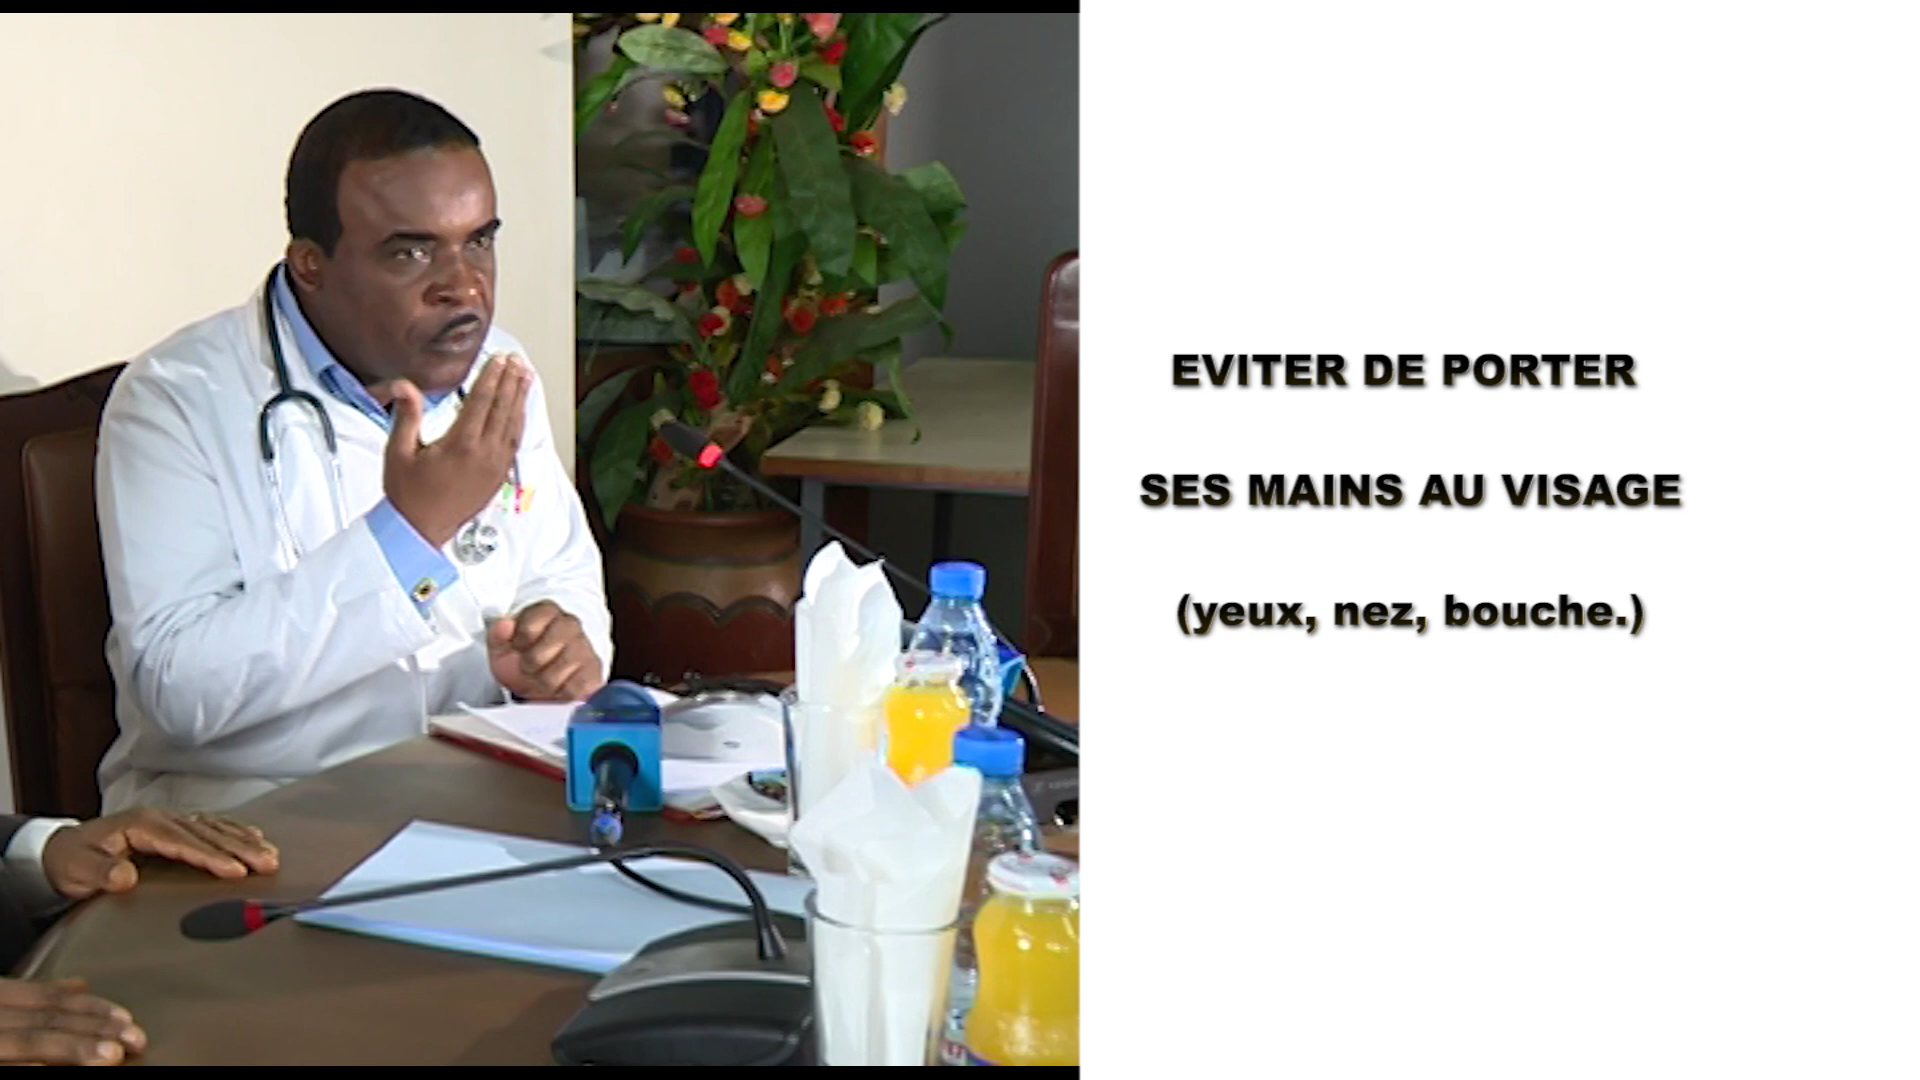 EVITER DE PORTER
SES MAINS AU VISAGE
(yeux, nez, bouche.)